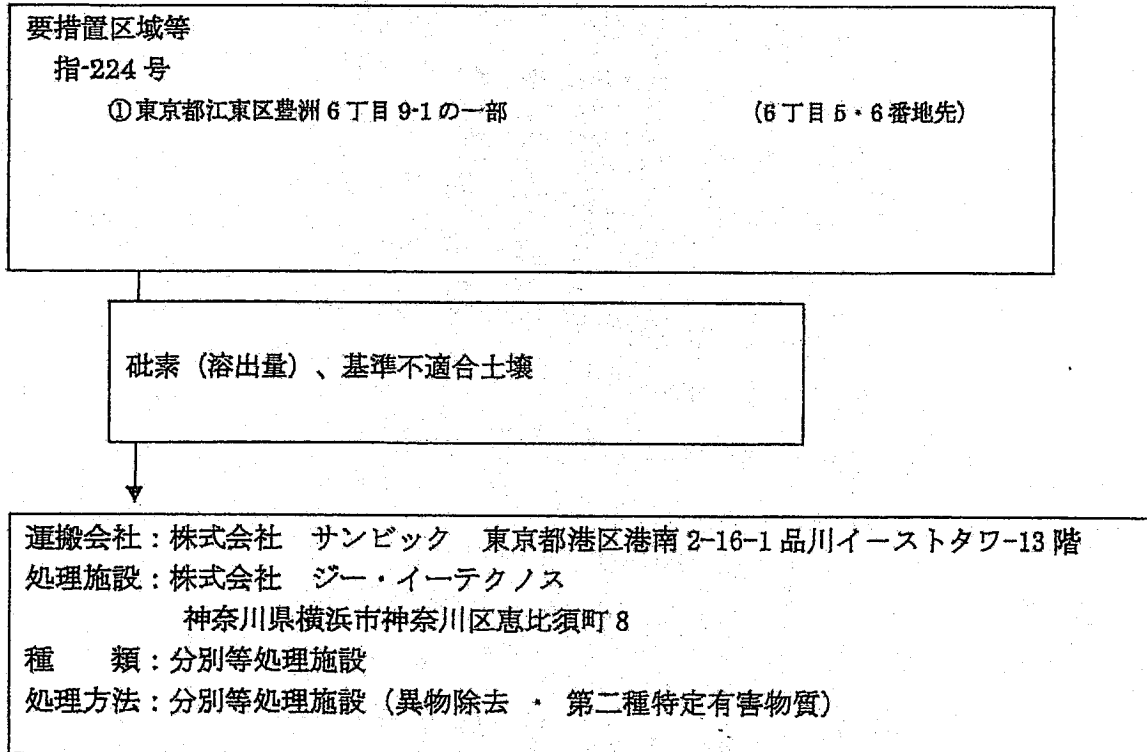 要措置区域等
指-224 号
①東京都江東区豊洲 6 丁目 9-1 の一部 (6 丁目 5・6 番地先)
砒素（溶出量）、基準不適合土壌
運搬会社：株式会社 サンビック 東京都港区港南 2-16-1 品川イーストタワ-13 階
処理施設：株式会社 ジー・イーテクノス
神奈川県横浜市神奈川区恵比須町 8
種 類：分別等処理施設
処理方法：分別等処理施設（異物除去 ・ 第二種特定有害物質）